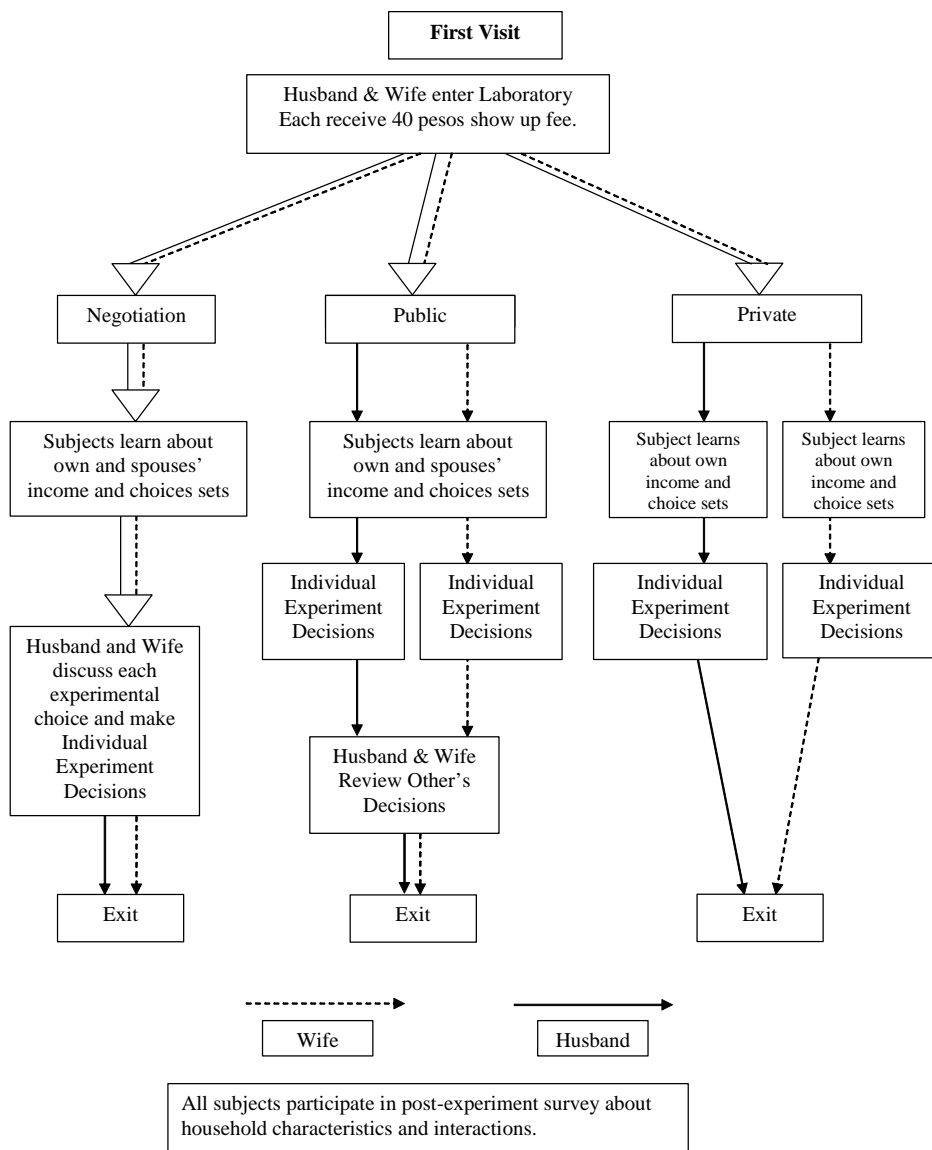 First Visit
Husband & Wife enter Laboratory
Each receive 40 pesos show up fee.
Negotiation
Public
Private
Subjects learn about
own and spouses'
income and choices sets
Subjects learn about
own and spouses'
income and choices sets
Subject learns
about own
income and
choice sets
Subject learns
about own
income and
choice sets
Individual
Experiment
Decisions
Individual
Experiment
Decisions
Individual
Experiment
Decisions
Individual
Experiment
Decisions
Husband and Wife
discuss each
experimental
choice and make
Individual
Experiment
Decisions
Husband & Wife
Review Other's
Decisions
Exit
Exit
Exit
Wife
Husband
All subjects participate in post-experiment survey about
household characteristics and interactions.